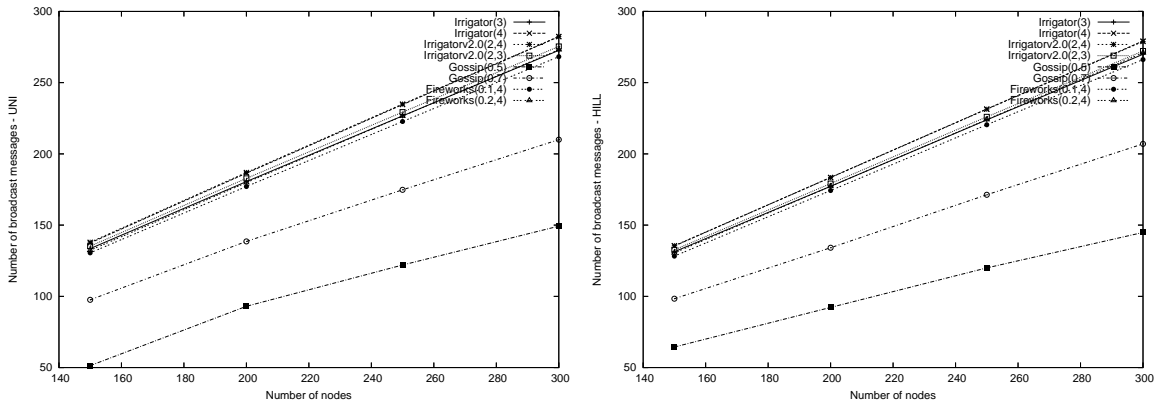 300
250
200
150
100
50
140 160 180 200 220 240 260 280 300
Number of broadcast messages - UNI
Number of nodes
Irrigator(3)
Irrigator(4)
Irrigatorv2.0(2,4)
Irrigatorv2.0(2,3)
Gossip(0.5)
Gossip(0.7)
Fireworks(0.1,4)
Fireworks(0.2,4)
300
250
200
150
100
50
140 160 180 200 220 240 260 280 300
Number of broadcast messages - HILL
Number of nodes
Irrigator(3)
Irrigator(4)
Irrigatorv2.0(2,4)
Irrigatorv2.0(2,3)
Gossip(0.5)
Gossip(0.7)
Fireworks(0.1,4)
Fireworks(0.2,4)